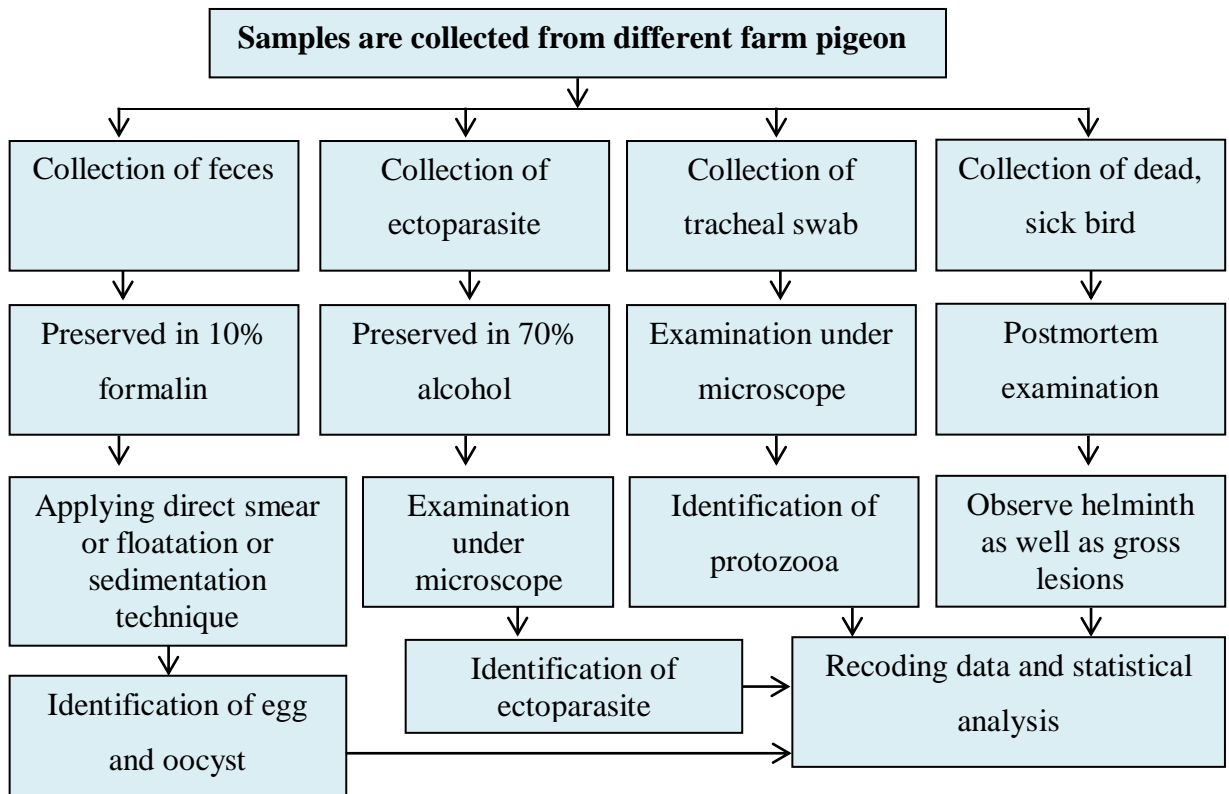 Samples are collected from different farm pigeon
Collection of feces
Collection of
ectoparasite
Collection of
tracheal swab
Collection of dead,
sick bird
Preserved in 10%
formalin
Preserved in 70%
alcohol
Examination under
microscope
Postmortem
examination
Applying direct smear
or floatation or
sedimentation
technique
Examination
under
microscope
Identification of
protozooa
Observe helminth
as well as gross
lesions
Identification of egg
and oocyst
Identification of
ectoparasite
Recoding data and statistical
analysis